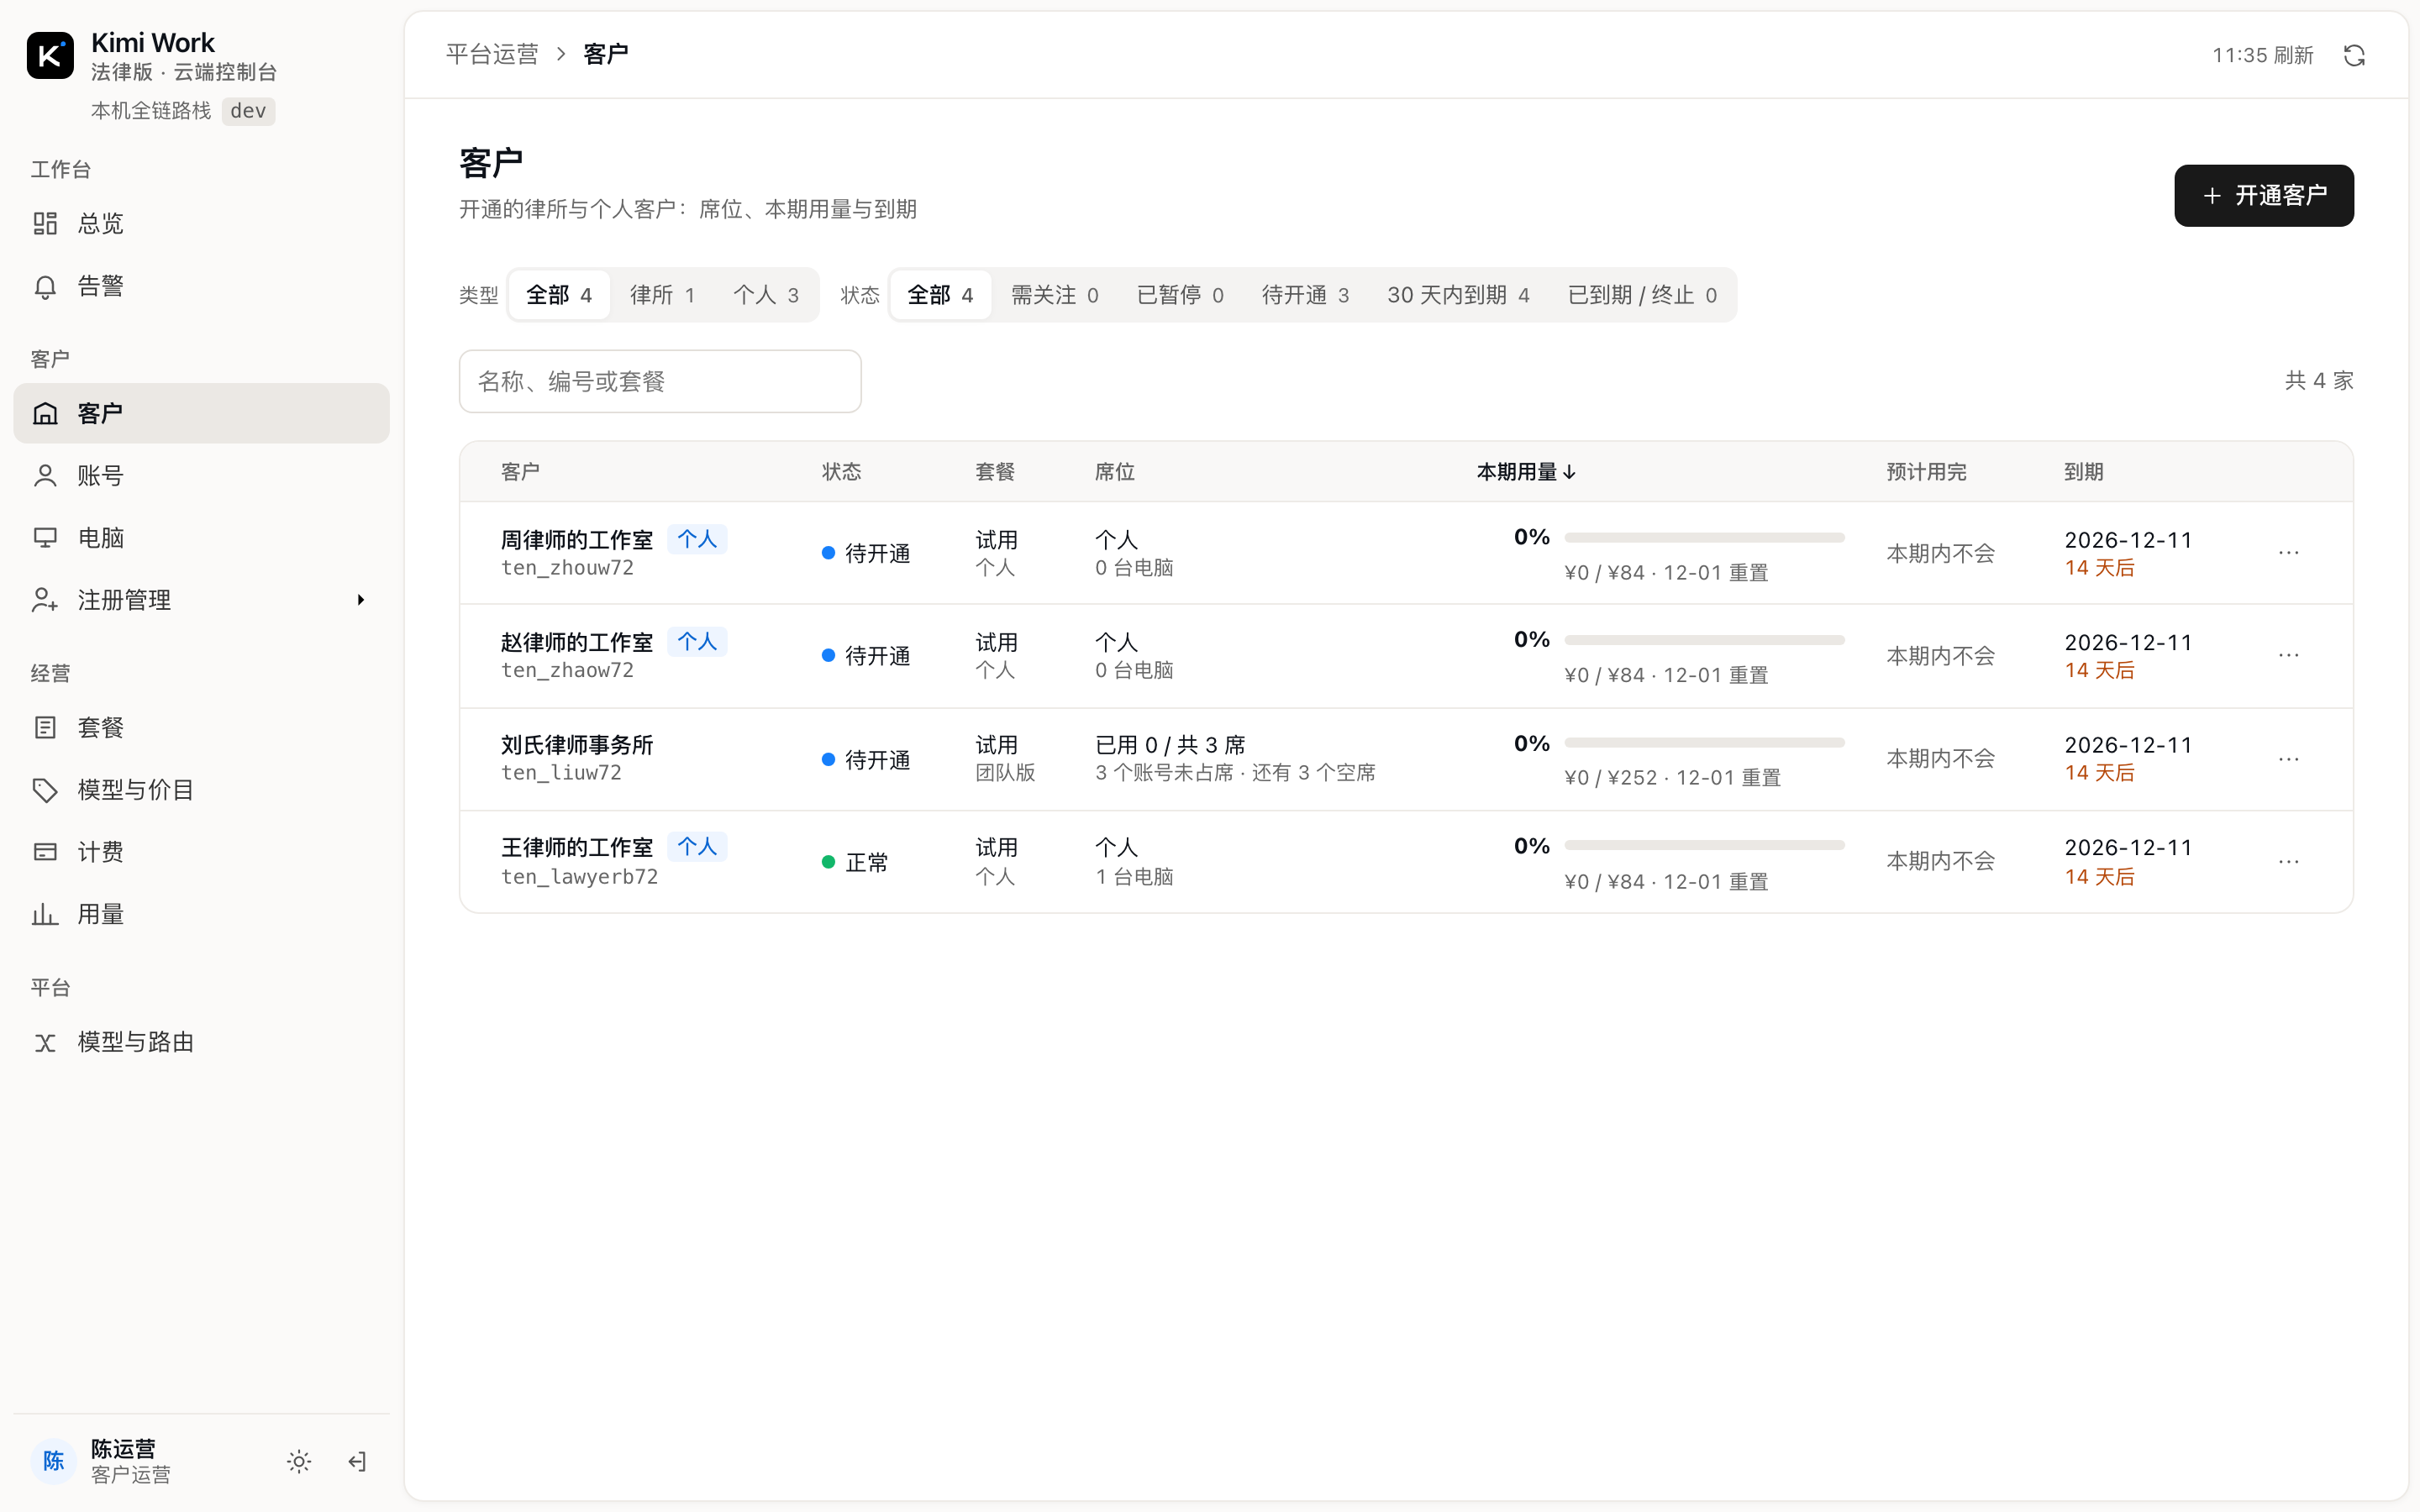 Kimi Work
法律版 · 云端控制台
本机全链路栈 dev
工作台
总览
告警
客户
客户
账号
电脑
注册管理
经营
套餐
模型与价目
计费
用量
平台
模型与路由
陈 陈运营
客户运营
平台运营 > 客户
11:35 刷新
客户
开通的律所与个人客户：席位、本期用量与到期
+ 开通客户
类型 全部 4 律所 1 个人 3 状态 全部 4 需关注 0 已暂停 0 待开通 3 30 天内到期 4 已到期 / 终止 0
名称、编号或套餐
共 4 家
客户 状态 套餐 席位 本期用量↓ 预计用完 到期
周律师的工作室 个人 待开通 试用 个人 0% 本期内不会 2026-12-11 ...
ten_zhouw72 个人 0 台电脑 ¥0 / ¥84 · 12-01 重置 14 天后
赵律师的工作室 个人 待开通 试用 个人 0% 本期内不会 2026-12-11 ...
ten_zhaow72 个人 0 台电脑 ¥0 / ¥84 · 12-01 重置 14 天后
刘氏律师事务所 待开通 试用 已用 0 / 共 3 席 0% 本期内不会 2026-12-11 ...
ten_liuw72 团队版 3 个账号未占席 · 还有 3 个空席 ¥0 / ¥252 · 12-01 重置 14 天后
王律师的工作室 个人 正常 试用 个人 0% 本期内不会 2026-12-11 ...
ten_lawyerb72 个人 1 台电脑 ¥0 / ¥84 · 12-01 重置 14 天后